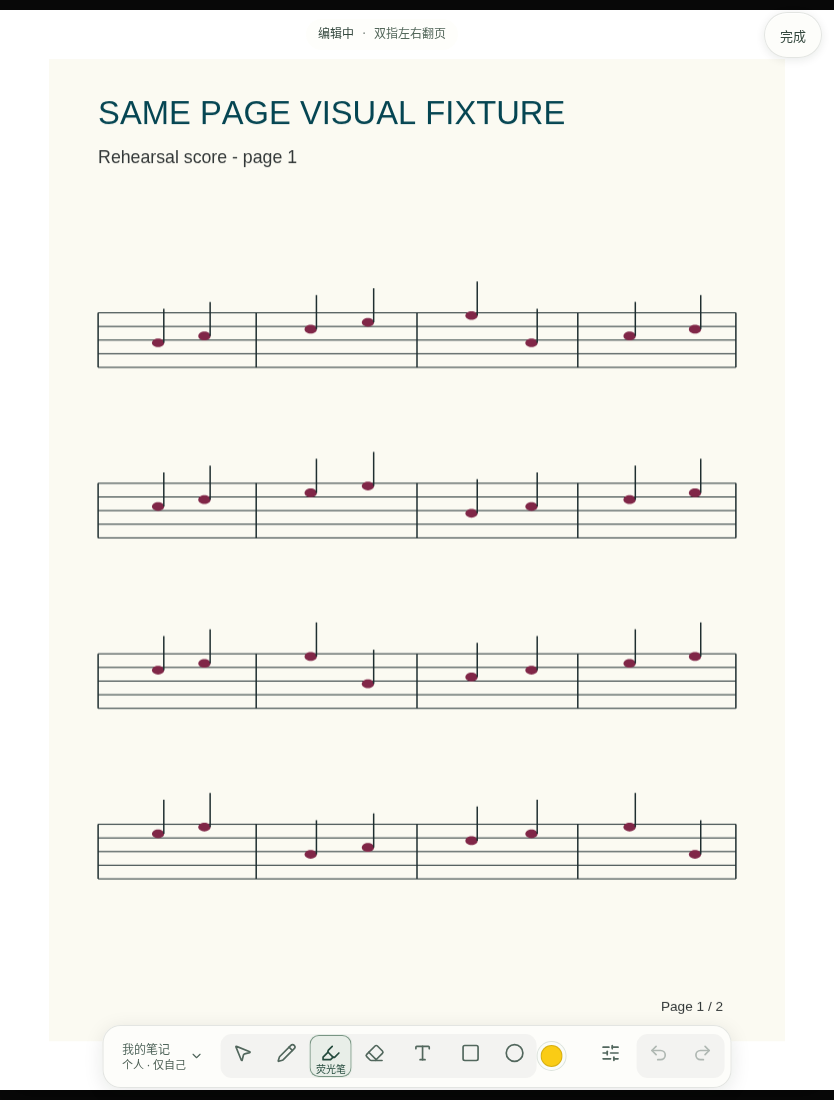 编辑中 · 双指左右翻页
完成
SAME PAGE VISUAL FIXTURE
Rehearsal score - page 1
Page 1 / 2
我的笔记
个人 · 仅自己
荧光笔